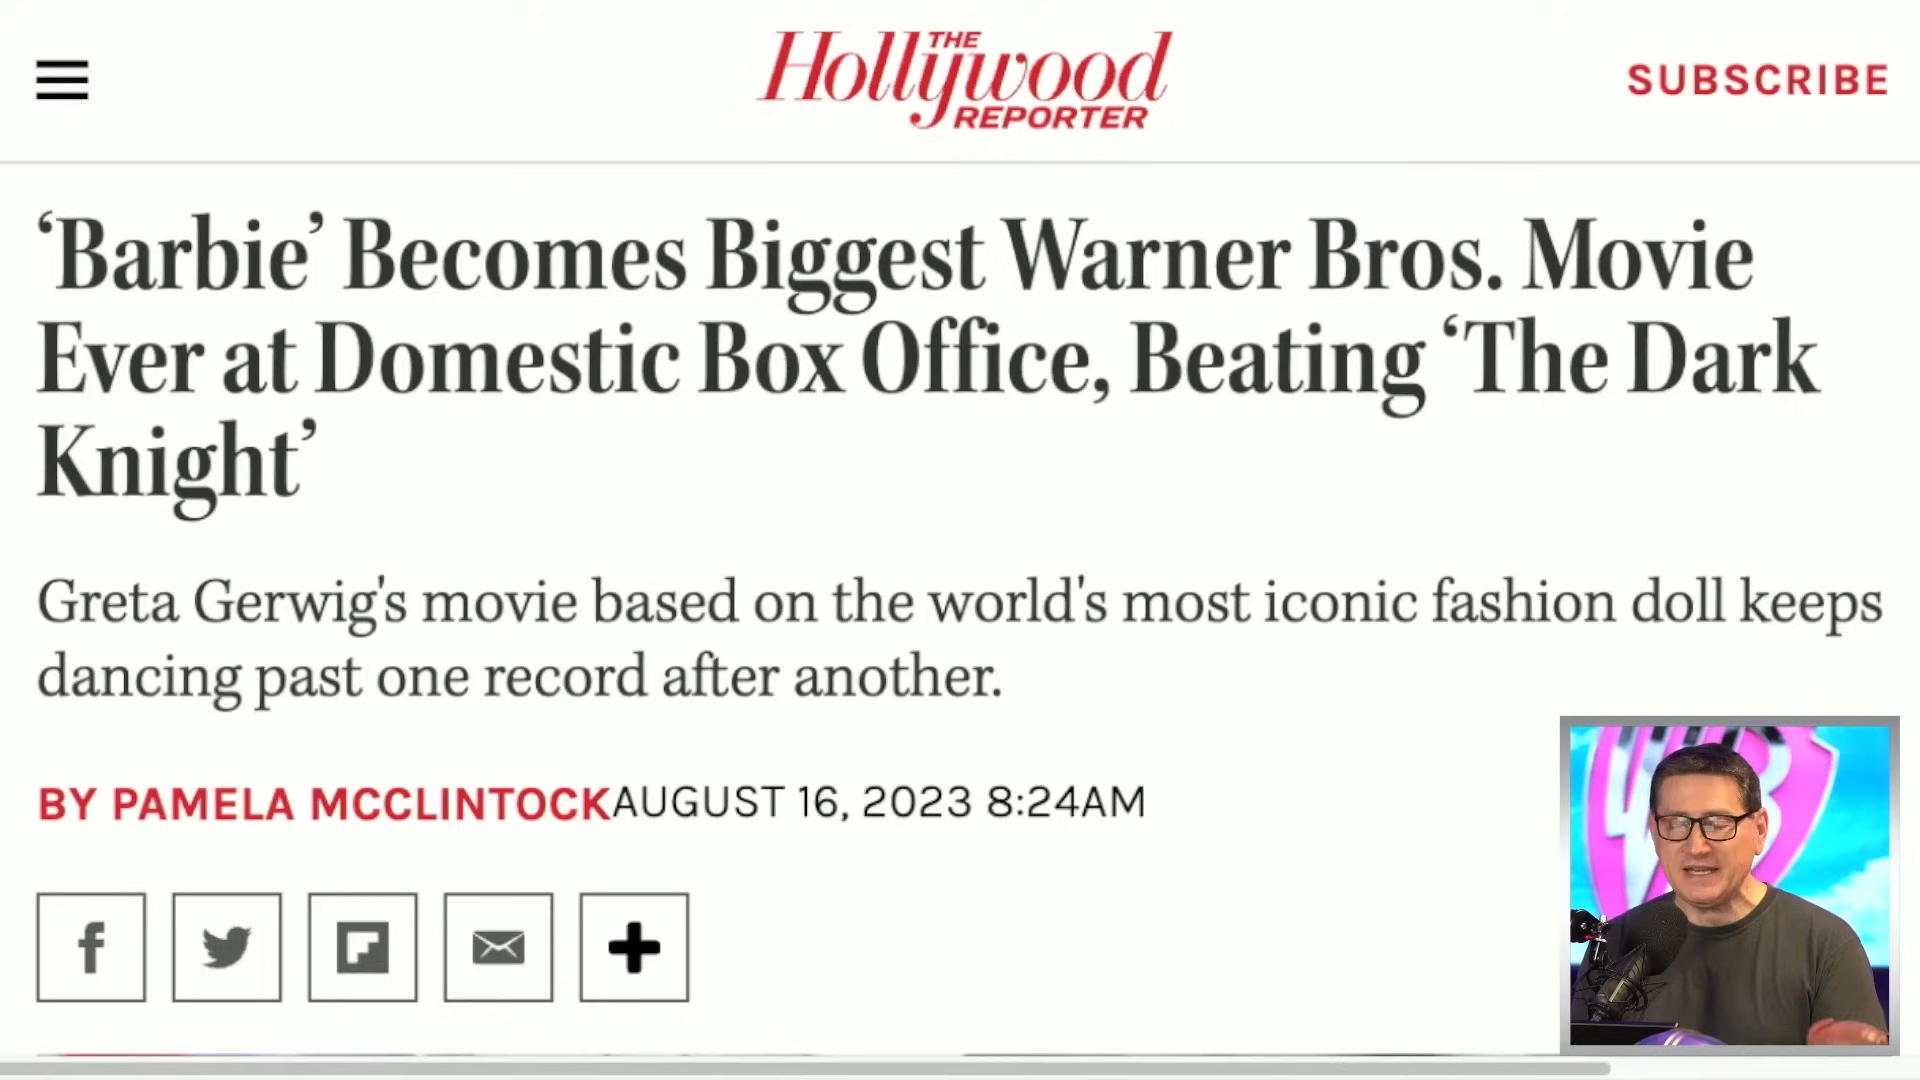 THE
Hollywood
REPORTER
SUBSCRIBE
‘Barbie’ Becomes Biggest Warner Bros. Movie
Ever at Domestic Box Office, Beating ‘The Dark
Knight’
Greta Gerwig's movie based on the world's most iconic fashion doll keeps
dancing past one record after another.
BY PAMELA MCCLINTOCK AUGUST 16, 2023 8:24AM